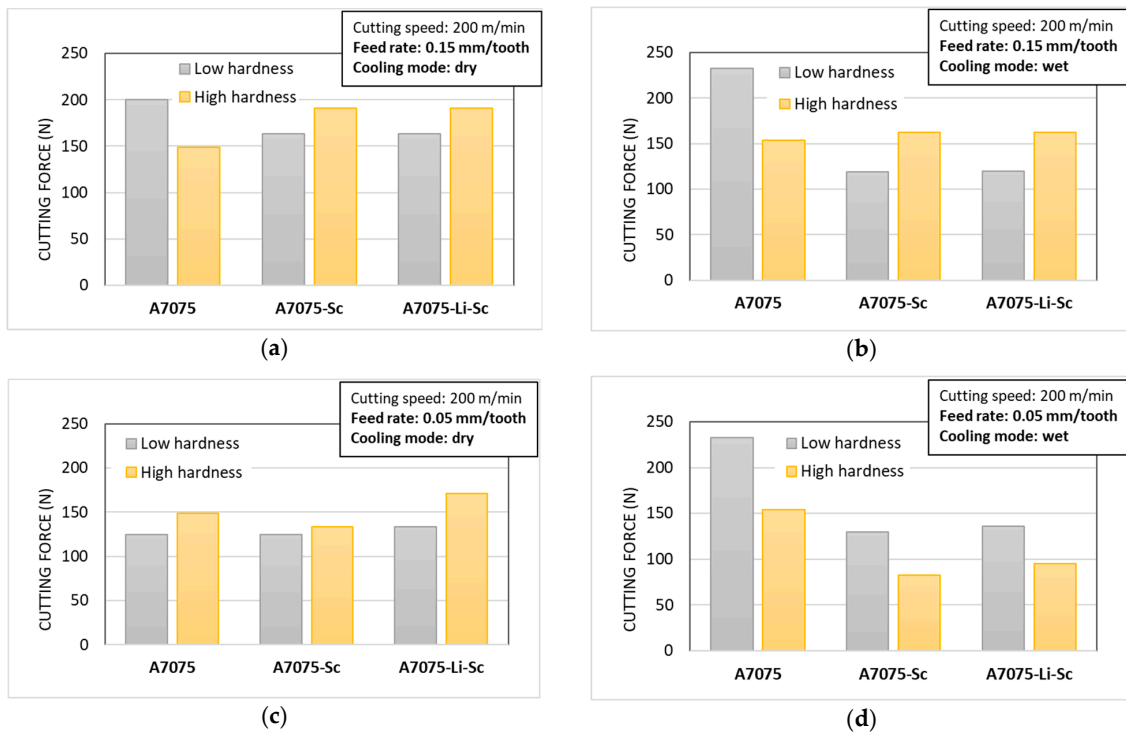 Cutting speed: 200 m/min
Feed rate: 0.15 mm/tooth
Cooling mode: dry
250
200
150
100
50
0
CUTTING FORCE (N)
Low hardness
High hardness
A7075 A7075-Sc A7075-Li-Sc
(a)
Cutting speed: 200 m/min
Feed rate: 0.15 mm/tooth
Cooling mode: wet
250
200
150
100
50
0
CUTTING FORCE (N)
Low hardness
High hardness
A7075 A7075-Sc A7075-Li-Sc
(b)
Cutting speed: 200 m/min
Feed rate: 0.05 mm/tooth
Cooling mode: dry
250
200
150
100
50
0
CUTTING FORCE (N)
Low hardness
High hardness
A7075 A7075-Sc A7075-Li-Sc
(c)
Cutting speed: 200 m/min
Feed rate: 0.05 mm/tooth
Cooling mode: wet
250
200
150
100
50
0
CUTTING FORCE (N)
Low hardness
High hardness
A7075 A7075-Sc A7075-Li-Sc
(d)